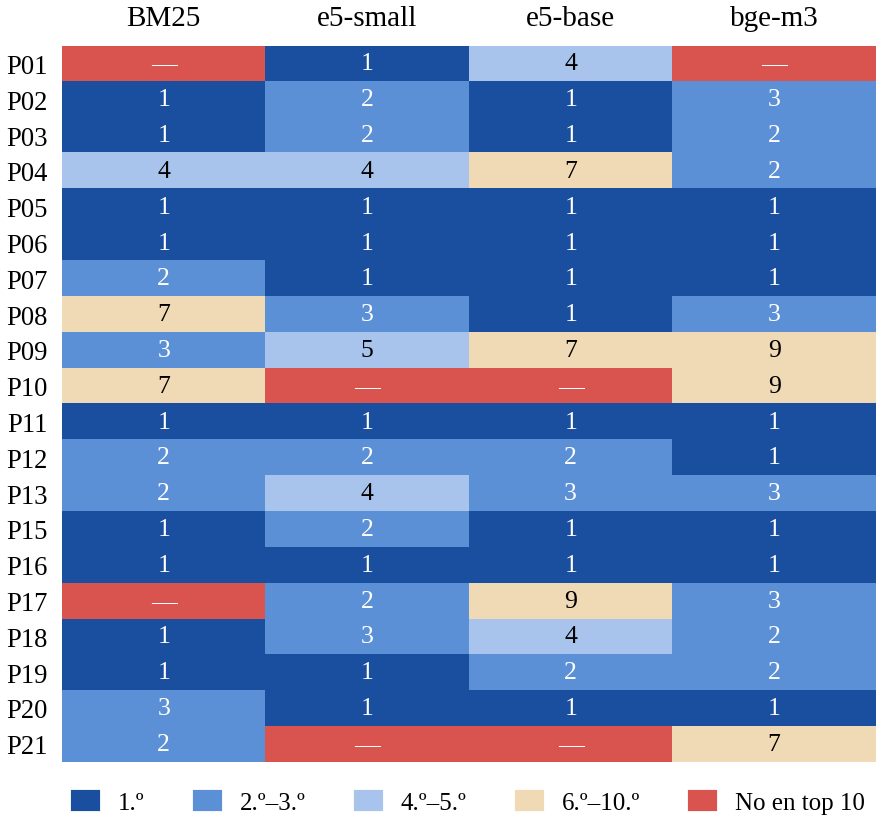 BM25 e5-small e5-base bge-m3
P01 — 1 4 —
P02 1 2 1 3
P03 1 2 1 2
P04 4 4 7 2
P05 1 1 1 1
P06 1 1 1 1
P07 2 1 1 1
P08 7 3 1 3
P09 3 5 7 9
P10 7 — — 9
P11 1 1 1 1
P12 2 2 2 1
P13 2 4 3 3
P15 1 2 1 1
P16 1 1 1 1
P17 — 2 9 3
P18 1 3 4 2
P19 1 1 2 2
P20 3 1 1 1
P21 2 — — 7
1.º 2.º–3.º 4.º–5.º 6.º–10.º No en top 10